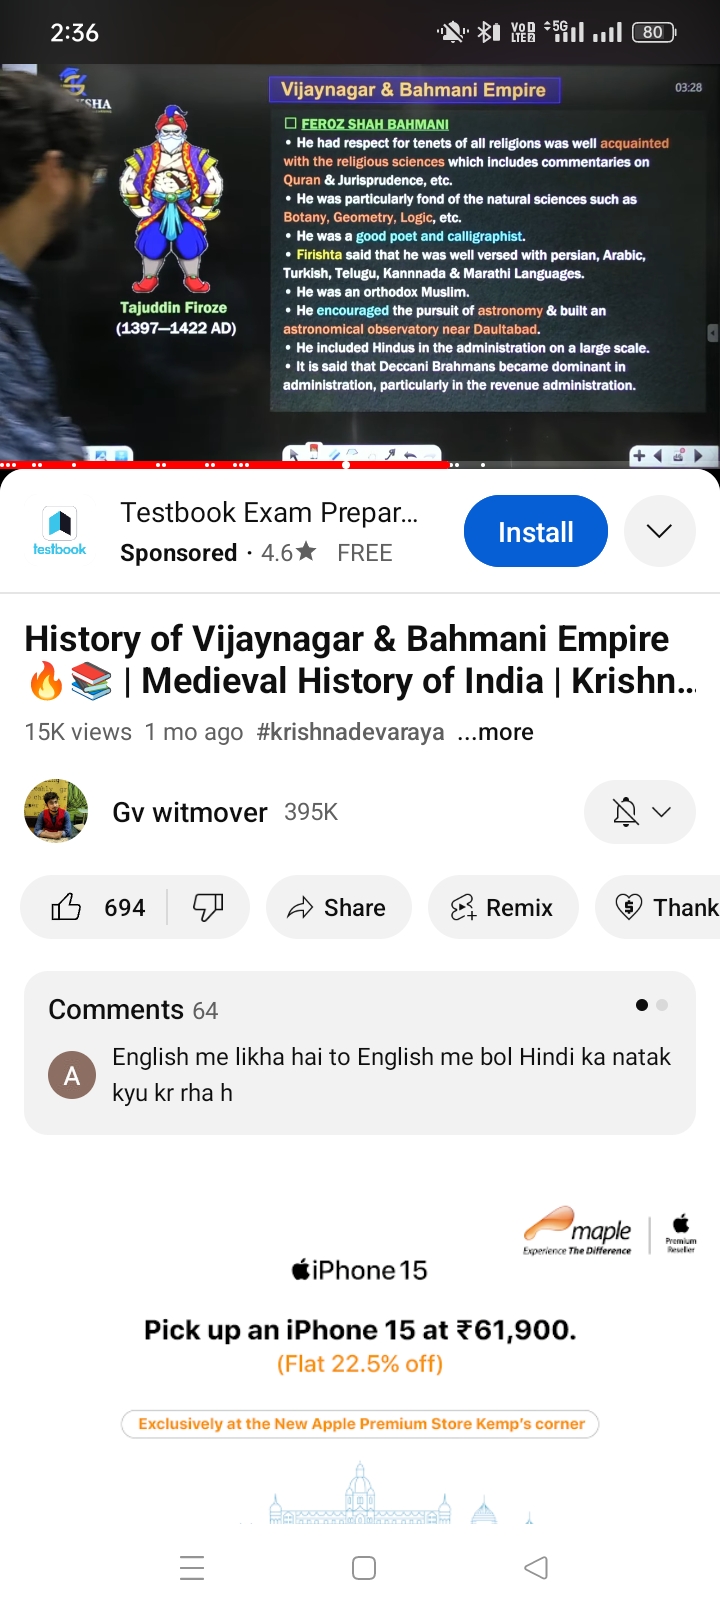 2:36
VoD
LTE2
5G
80
KSHA
Vijaynagar & Bahmani Empire
03:28
FEROZ SHAH BAHMANI
• He had respect for tenets of all religions was well acquainted
with the religious sciences which includes commentaries on
Quran & Jurisprudence, etc.
• He was particularly fond of the natural sciences such as
Botany, Geometry, Logic, etc.
• He was a good poet and calligraphist.
• Firishta said that he was well versed with persian, Arabic,
Turkish, Telugu, Kannnada & Marathi Languages.
• He was an orthodox Muslim.
• He encouraged the pursuit of astronomy & built an
astronomical observatory near Daultabad.
• He included Hindus in the administration on a large scale.
• It is said that Deccani Brahmans became dominant in
administration, particularly in the revenue administration.
Tajuddin Firoze
(1397—1422 AD)
testbook
Testbook Exam Prepar...
Sponsored · 4.6★ FREE
Install
History of Vijaynagar & Bahmani Empire
🔥📚 | Medieval History of India | Krishn...
15K views 1 mo ago #krishnadevaraya ...more
Gv witmover 395K
694
Share
Remix
Thank
Comments 64
A
English me likha hai to English me bol Hindi ka natak
kyu kr rha h
maple
Experience The Difference
Premium
Reseller
iPhone 15
Pick up an iPhone 15 at ₹61,900.
(Flat 22.5% off)
Exclusively at the New Apple Premium Store Kemp's corner